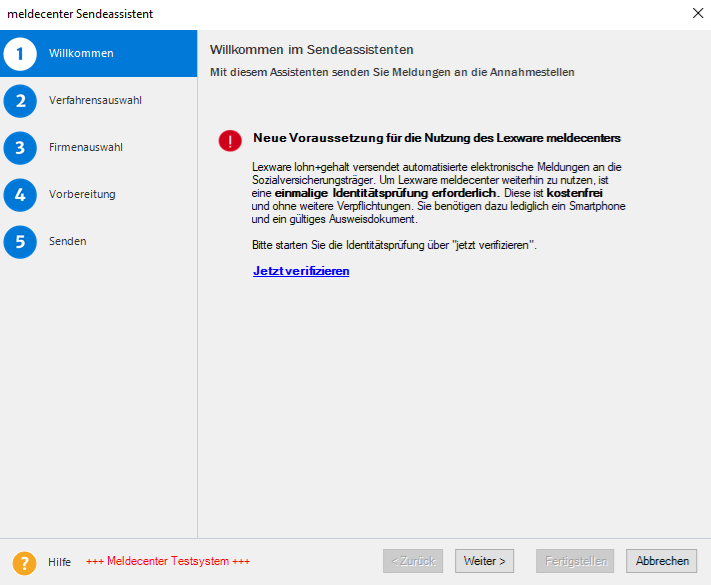 meldecenter Sendeassistent
1 Willkommen
2 Verfahrensauswahl
3 Firmenauswahl
4 Vorbereitung
5 Senden
Willkommen im Sendeassistenten
Mit diesem Assistenten senden Sie Meldungen an die Annahmestellen
! Neue Voraussetzung für die Nutzung des Lexware meldecenters
Lexware lohn+gehalt versendet automatisierte elektronische Meldungen an die
Sozialversicherungsträger. Um Lexware meldecenter weiterhin zu nutzen, ist
eine einmalige Identitätsprüfung erforderlich. Diese ist kostenfrei
und ohne weitere Verpflichtungen. Sie benötigen dazu lediglich ein Smartphone
und ein gültiges Ausweisdokument.
Bitte starten Sie die Identitätsprüfung über "jetzt verifizieren".
Jetzt verifizieren
? Hilfe +++ Meldecenter Testsystem +++ < Zurück Weiter > Fertigstellen Abbrechen